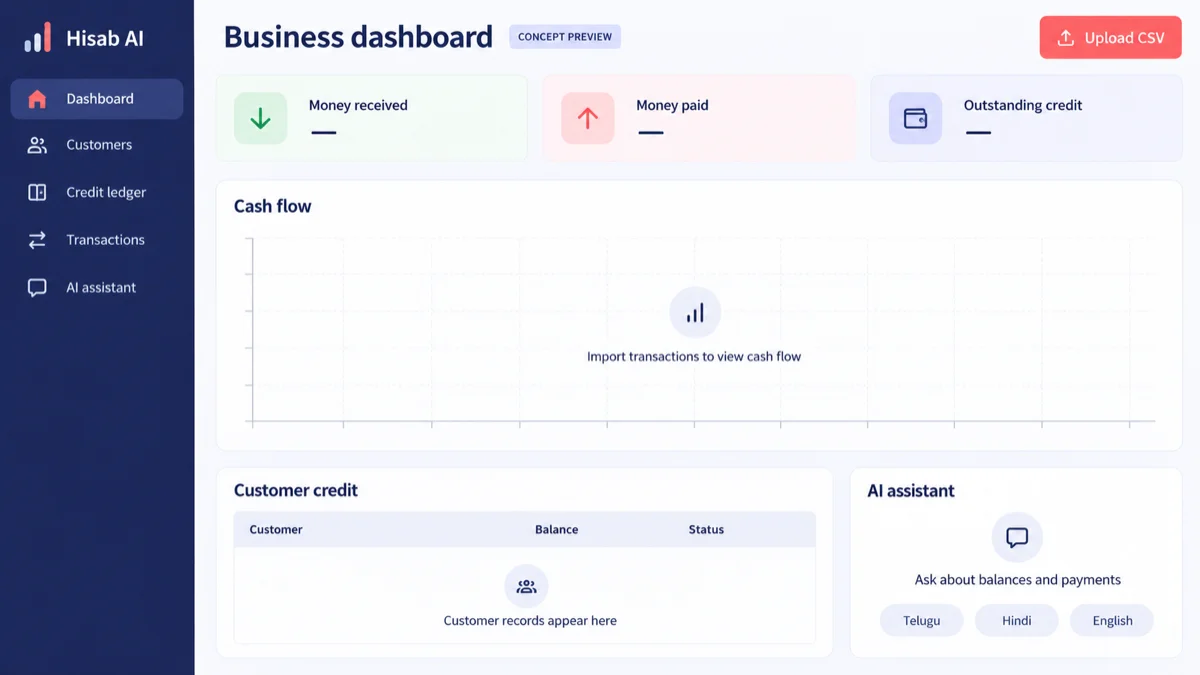 Hisab AI
Dashboard
Customers
Credit ledger
Transactions
AI assistant
Business dashboard
CONCEPT PREVIEW
Upload CSV
Money received
—
Money paid
—
Outstanding credit
—
Cash flow
Import transactions to view cash flow
Customer credit
Customer Balance Status
Customer records appear here
AI assistant
Ask about balances and payments
Telugu Hindi English